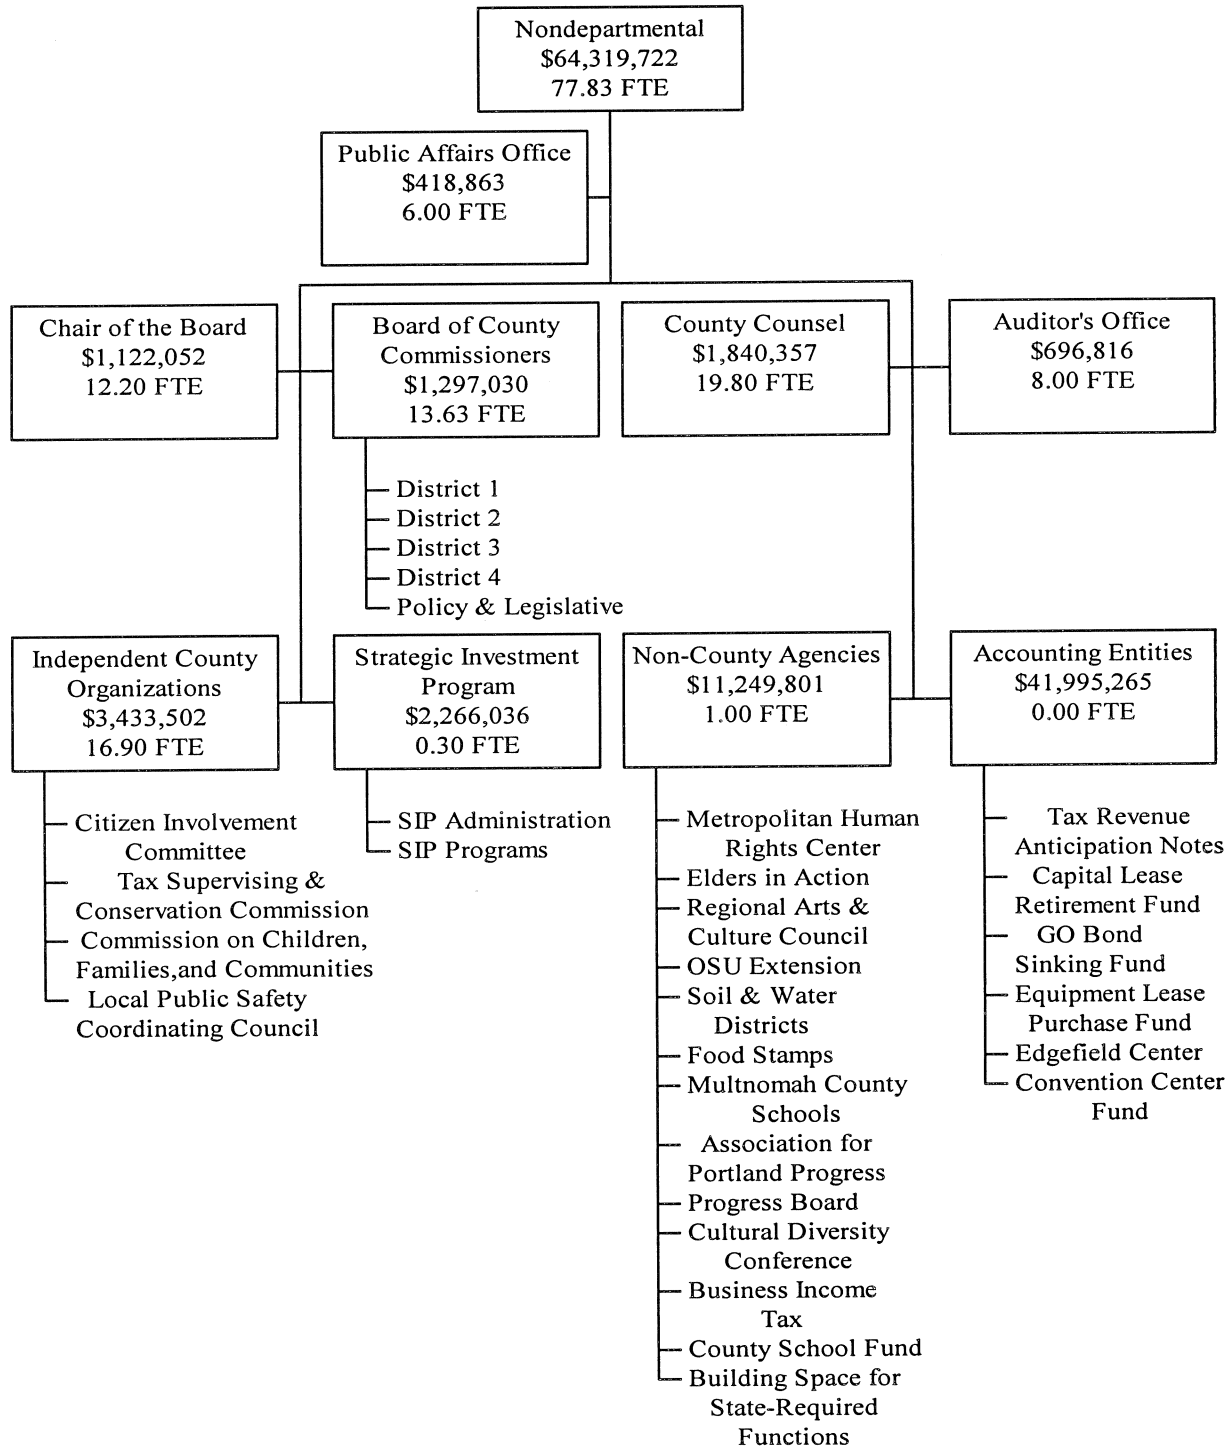 Nondepartmental
$64,319,722
77.83 FTE
Public Affairs Office
$418,863
6.00 FTE
Chair of the Board
$1,122,052
12.20 FTE
Board of County
Commissioners
$1,297,030
13.63 FTE
County Counsel
$1,840,357
19.80 FTE
Auditor's Office
$696,816
8.00 FTE
District 1
District 2
District 3
District 4
Policy & Legislative
Independent County
Organizations
$3,433,502
16.90 FTE
Strategic Investment
Program
$2,266,036
0.30 FTE
Non-County Agencies
$11,249,801
1.00 FTE
Accounting Entities
$41,995,265
0.00 FTE
Citizen Involvement
Committee
Tax Supervising &
Conservation Commission
Commission on Children,
Families,and Communities
Local Public Safety
Coordinating Council
SIP Administration
SIP Programs
Metropolitan Human
Rights Center
Elders in Action
Regional Arts &
Culture Council
OSU Extension
Soil & Water
Districts
Food Stamps
Multnomah County
Schools
Association for
Portland Progress
Progress Board
Cultural Diversity
Conference
Business Income
Tax
County School Fund
Building Space for
State-Required
Functions
Tax Revenue
Anticipation Notes
Capital Lease
Retirement Fund
GO Bond
Sinking Fund
Equipment Lease
Purchase Fund
Edgefield Center
Convention Center
Fund